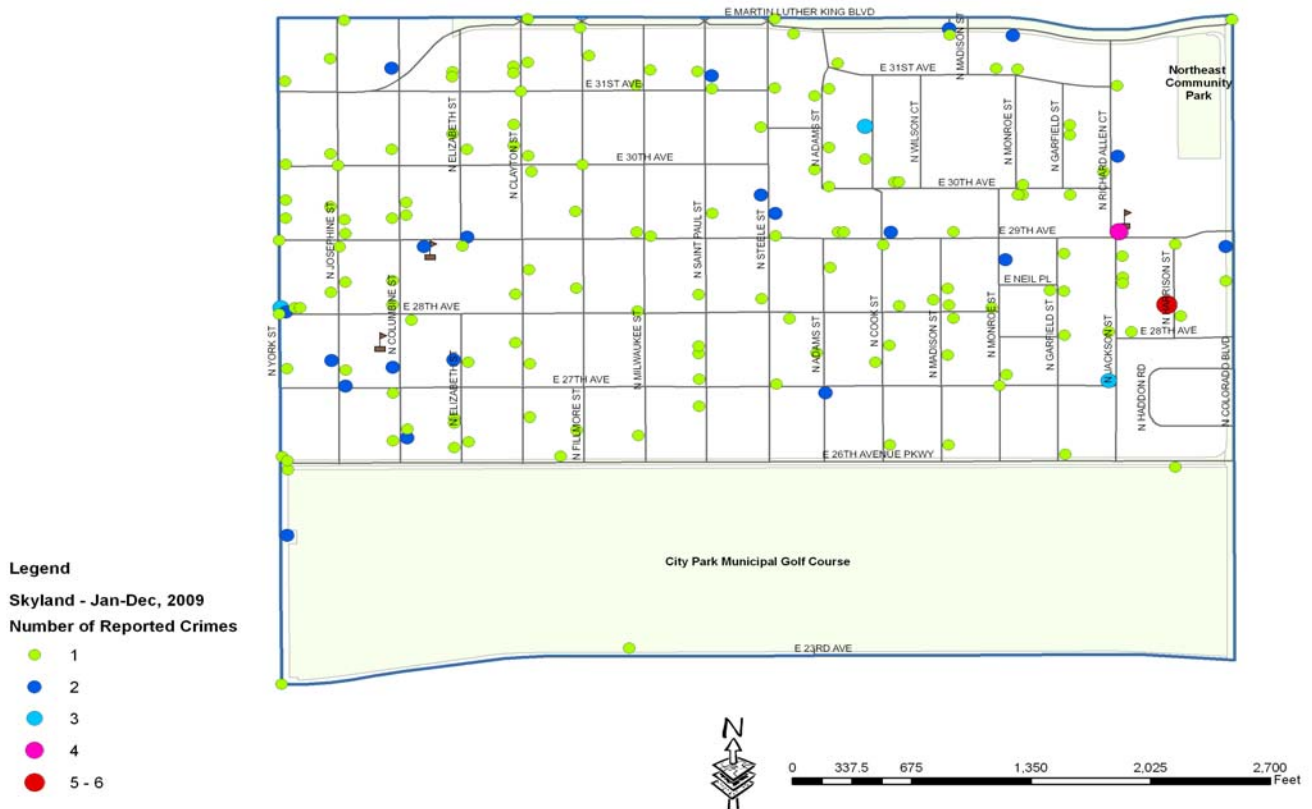 E MARTIN LUTHER KING BLVD
N MADISON ST
E 31ST AVE
Northeast
Community
Park
E 31ST AVE
N ELIZABETH ST
N CLAYTON ST
N ADAMS ST
N WILSON CT
N MONROE ST
N GARFIELD ST
N RICHARD ALLEN CT
E 30TH AVE
E 30TH AVE
N JOSEPHINE ST
N SAINT PAUL ST
N STEELE ST
E 29TH AVE
N COLUMBINE ST
E NEIL PL
N HARRISON ST
E 28TH AVE
N YORK ST
N MILWAUKEE ST
N ADAMS ST
N COOK ST
N MADISON ST
N MONROE ST
N GARFIELD ST
N JACKSON ST
E 28TH AVE
N COLORADO BLVD
N ELIZABETH ST
E 27TH AVE
N FILLMORE ST
N HADDON RD
E 26TH AVENUE PKWY
City Park Municipal Golf Course
E 23RD AVE
Legend
Skyland - Jan-Dec, 2009
Number of Reported Crimes
1
2
3
4
5 - 6
N
0 337.5 675 1,350 2,025 2,700
Feet